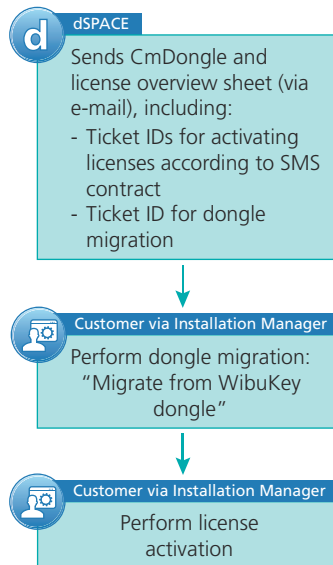 d
dSPACE
Sends CmDongle and
license overview sheet (via
e-mail), including:
- Ticket IDs for activating
licenses according to SMS
contract
- Ticket ID for dongle
migration
Customer via Installation Manager
Perform dongle migration:
“Migrate from WibuKey
dongle”
Customer via Installation Manager
Perform license
activation